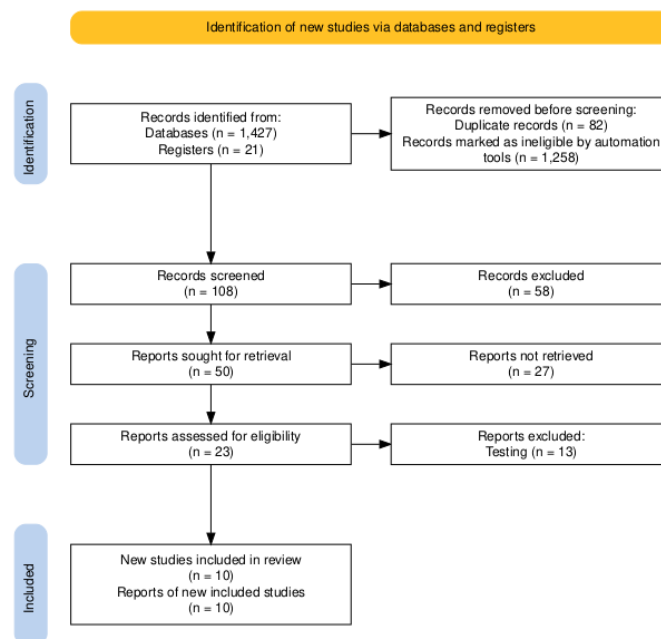 Identification of new studies via databases and registers
Identification
Records identified from:
Databases (n = 1,427)
Registers (n = 21)
Records removed before screening:
Duplicate records (n = 82)
Records marked as ineligible by automation
tools (n = 1,258)
Screening
Records screened
(n = 108)
Records excluded
(n = 58)
Reports sought for retrieval
(n = 50)
Reports not retrieved
(n = 27)
Reports assessed for eligibility
(n = 23)
Reports excluded:
Testing (n = 13)
Included
New studies included in review
(n = 10)
Reports of new included studies
(n = 10)